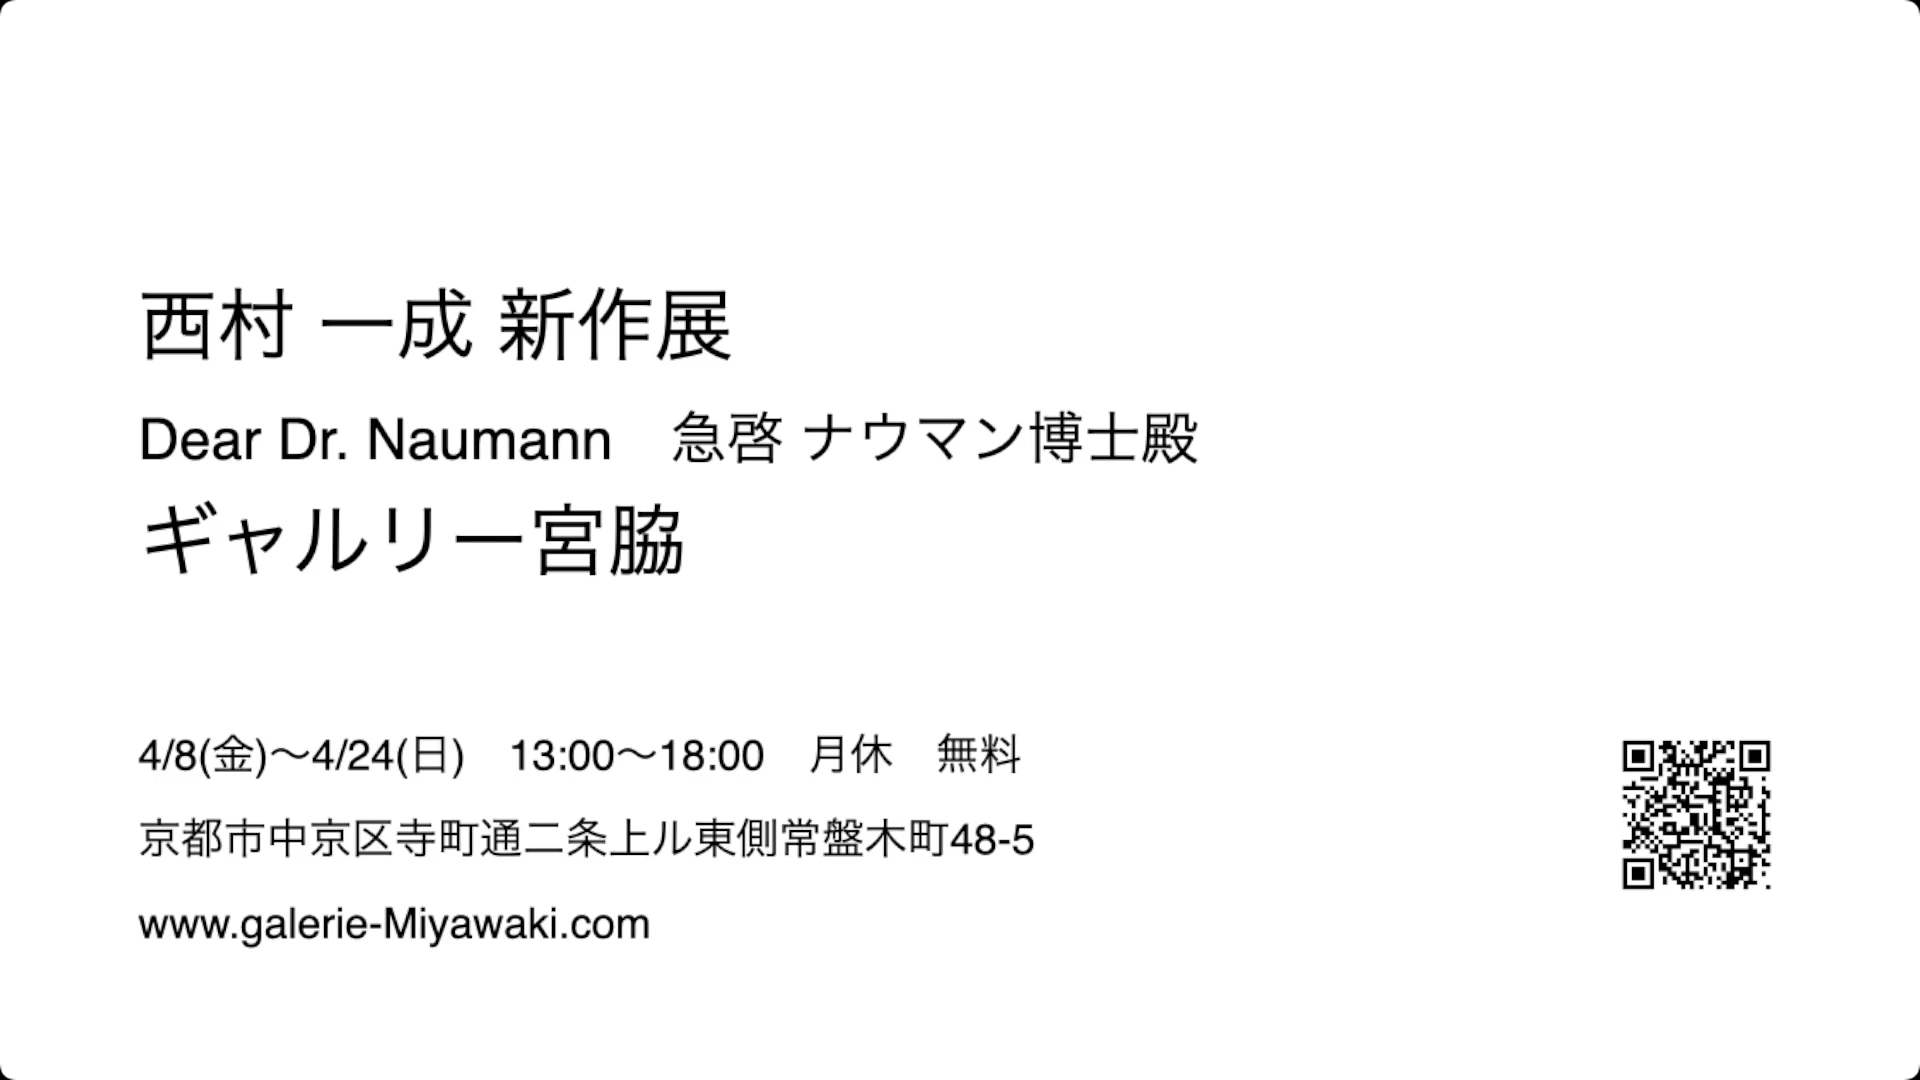 西村 一成 新作展
Dear Dr. Naumann　急啓 ナウマン博士殿
ギャルリー宮脇
4/8(金)〜4/24(日)　13:00〜18:00　月休　無料
京都市中京区寺町通二条上ル東側常盤木町48-5
www.galerie-Miyawaki.com